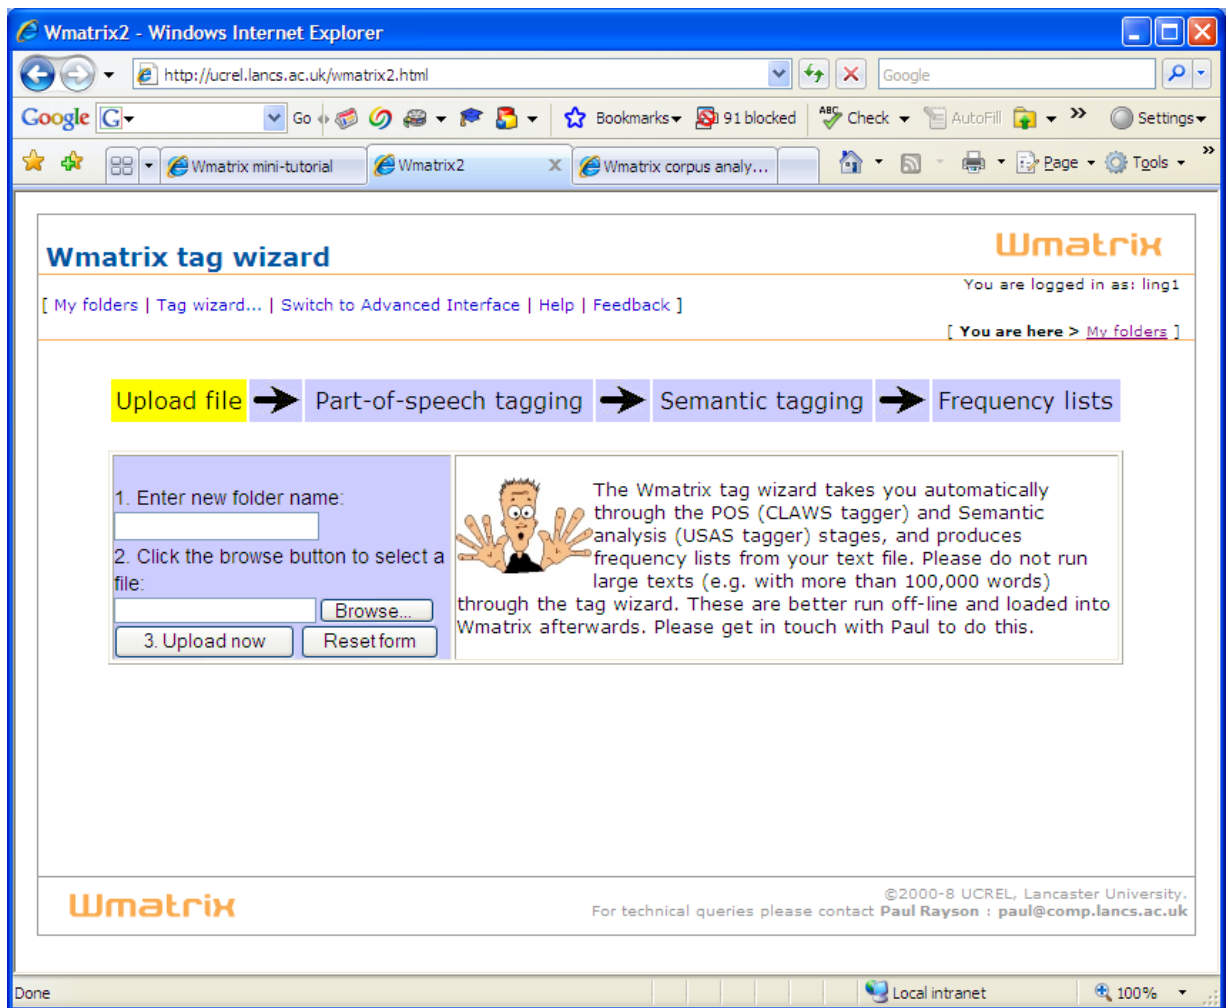 Wmatrix2 - Windows Internet Explorer
http://ucrel.lancs.ac.uk/wmatrix2.html
Google
Google G Go Bookmarks 91 blocked ABC Check AutoFill » Settings
Wmatrix mini-tutorial Wmatrix2 X Wmatrix corpus analy... Page Tools »
Wmatrix
Wmatrix tag wizard
You are logged in as: ling1
[ My folders | Tag wizard... | Switch to Advanced Interface | Help | Feedback ]
[ You are here > My folders ]
Upload file Part-of-speech tagging Semantic tagging Frequency lists
1. Enter new folder name:
2. Click the browse button to select a
file:
Browse...
3. Upload now Reset form
The Wmatrix tag wizard takes you automatically
through the POS (CLAWS tagger) and Semantic
analysis (USAS tagger) stages, and produces
frequency lists from your text file. Please do not run
large texts (e.g. with more than 100,000 words)
through the tag wizard. These are better run off-line and loaded into
Wmatrix afterwards. Please get in touch with Paul to do this.
Wmatrix
©2000-8 UCREL, Lancaster University.
For technical queries please contact Paul Rayson : paul@comp.lancs.ac.uk
Done Local intranet 100%